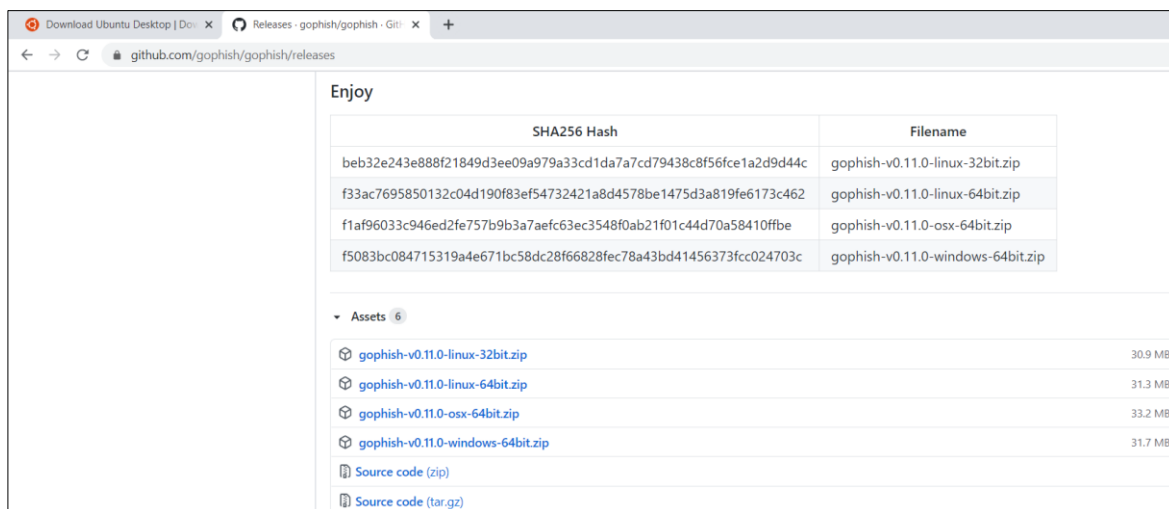 Download Ubuntu Desktop | Dow
Releases · gophish/gophish · Git
github.com/gophish/gophish/releases
Enjoy
SHA256 Hash Filename
beb32e243e888f21849d3ee09a979a33cd1da7a7cd79438c8f56fce1a2d9d44c gophish-v0.11.0-linux-32bit.zip
f33ac7695850132c04d190f83ef54732421a8d4578be1475d3a819fe6173c462 gophish-v0.11.0-linux-64bit.zip
f1af96033c946ed2fe757b9b3a7aefc63ec3548f0ab21f01c44d70a58410ffbe gophish-v0.11.0-osx-64bit.zip
f5083bc084715319a4e671bc58dc28f66828fec78a43bd41456373fcc024703c gophish-v0.11.0-windows-64bit.zip
Assets 6
gophish-v0.11.0-linux-32bit.zip 30.9 MB
gophish-v0.11.0-linux-64bit.zip 31.3 MB
gophish-v0.11.0-osx-64bit.zip 33.2 MB
gophish-v0.11.0-windows-64bit.zip 31.7 MB
Source code (zip)
Source code (tar.gz)